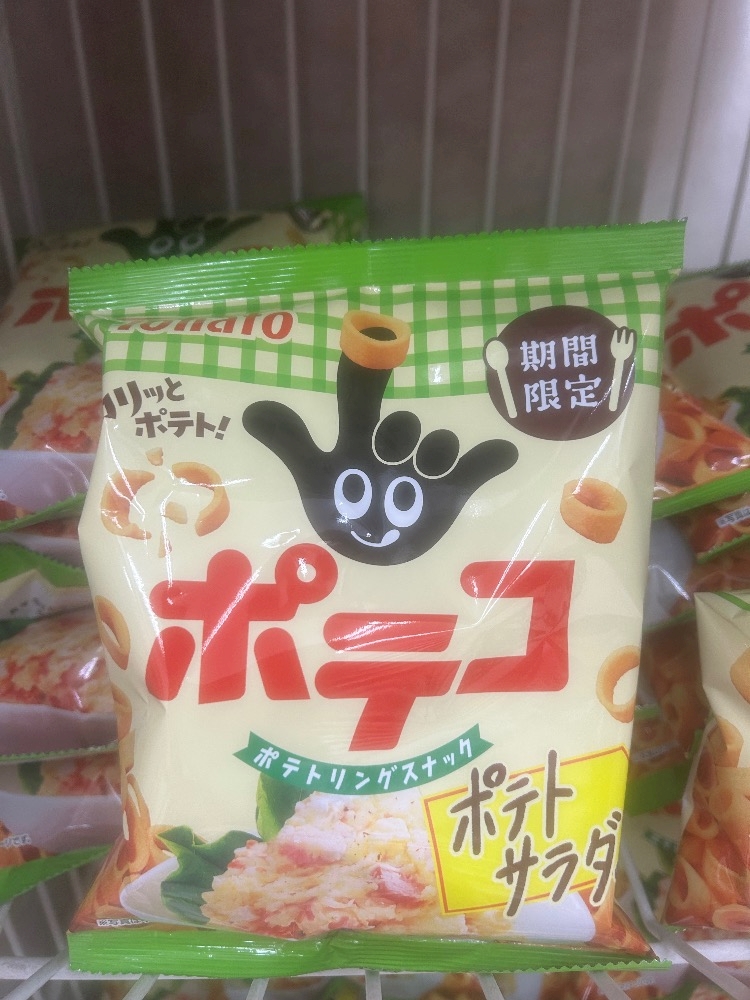 Tohato
期間
限定
カリッと
ポテト!
ポテコ
ポテトリングスナック
ポテト
サラダ